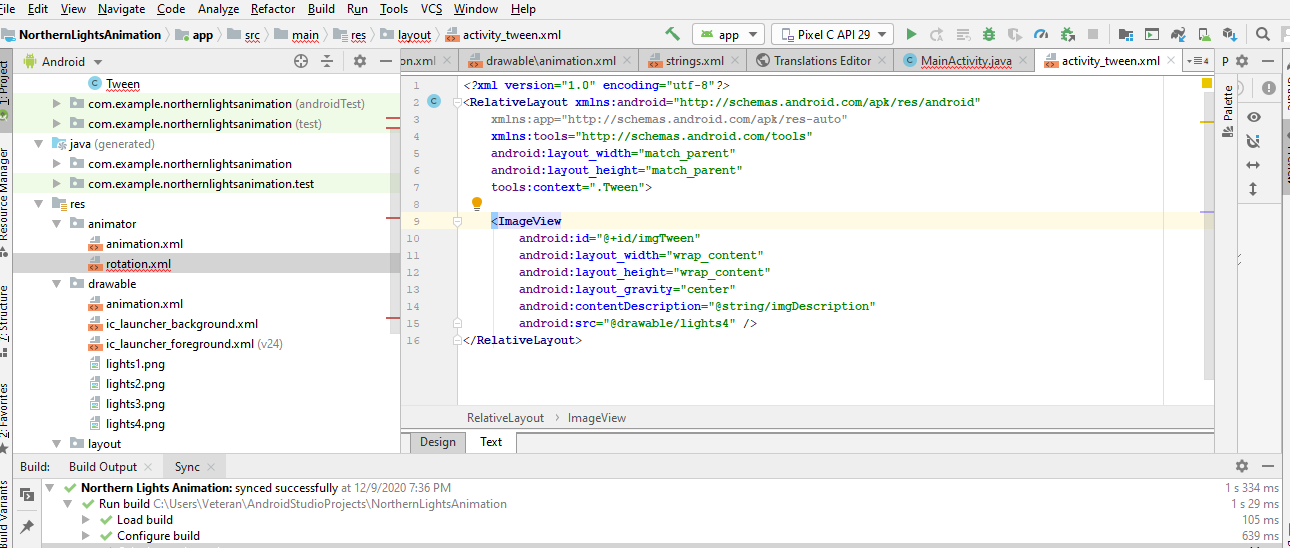 File Edit View Navigate Code Analyze Refactor Build Run Tools VCS Window Help
NorthernLightsAnimation app src main res layout activity_tween.xml app Pixel C API 29
Android
on.xml drawable\animation.xml strings.xml Translations Editor MainActivity.java activity_tween.xml 4 P
1: Project
Resource Manager
7: Structure
2: Favorites
Build Variants
Tween
com.example.northernlightsanimation (androidTest)
com.example.northernlightsanimation (test)
java (generated)
com.example.northernlightsanimation
com.example.northernlightsanimation.test
res
animator
animation.xml
rotation.xml
drawable
animation.xml
ic_launcher_background.xml
ic_launcher_foreground.xml (v24)
lights1.png
lights2.png
lights3.png
lights4.png
layout
1 <?xml version="1.0" encoding="utf-8"?>
2 <RelativeLayout xmlns:android="http://schemas.android.com/apk/res/android"
3 xmlns:app="http://schemas.android.com/apk/res-auto"
4 xmlns:tools="http://schemas.android.com/tools"
5 android:layout_width="match_parent"
6 android:layout_height="match_parent"
7 tools:context=".Tween">
8
9 <ImageView
10 android:id="@+id/imgTween"
11 android:layout_width="wrap_content"
12 android:layout_height="wrap_content"
13 android:layout_gravity="center"
14 android:contentDescription="@string/imgDescription"
15 android:src="@drawable/lights4" />
16 </RelativeLayout>
Palette
RelativeLayout › ImageView
Design Text
Build: Build Output Sync
Northern Lights Animation: synced successfully at 12/9/2020 7:36 PM 1 s 334 ms
Run build C:\Users\Veteran\AndroidStudioProjects\NorthernLightsAnimation 1 s 29 ms
Load build 105 ms
Configure build 639 ms